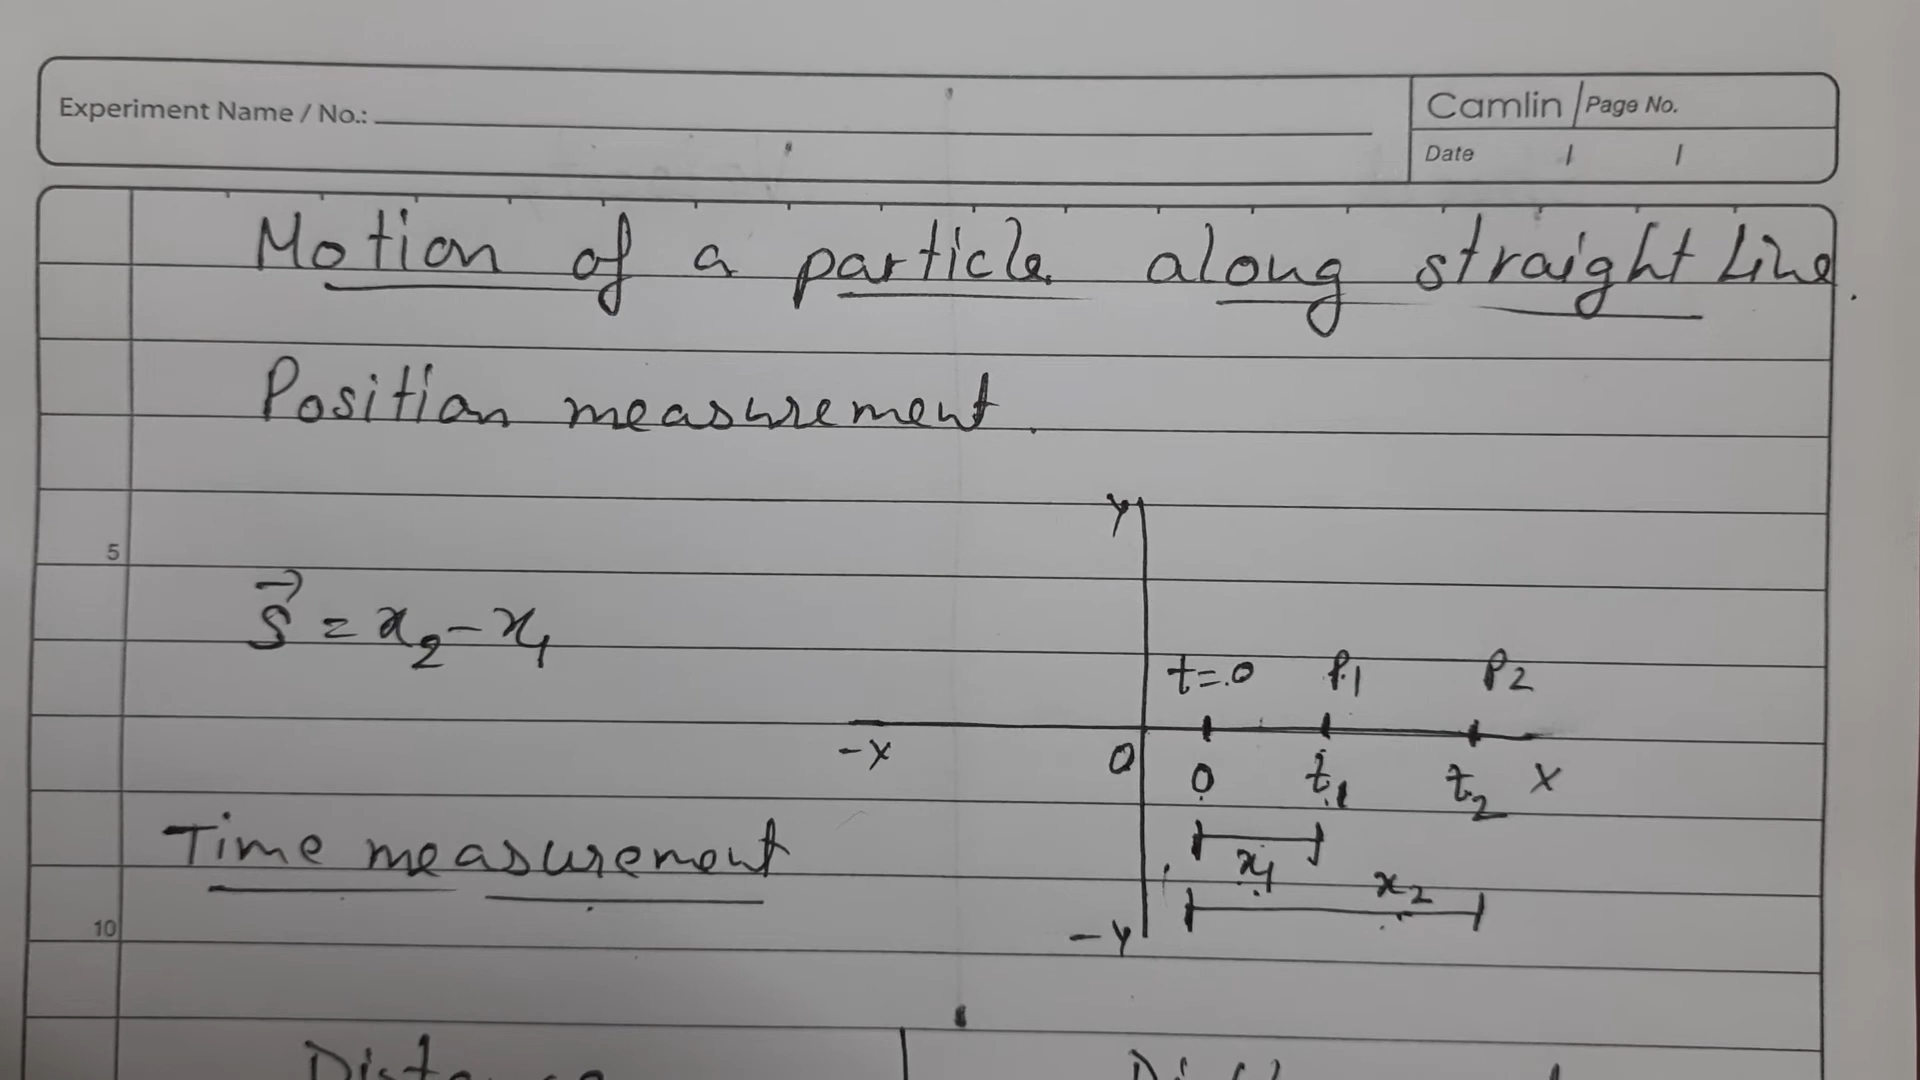 Experiment Name / No.:
Camlin / Page No.
Date / /
Motion of a particle along straight Line.
Position measurement.
Y
5
S⃗ = x₂ - x₁
t=0 P1 P2
-X O 0 t₁ t₂ X
Time measurement
x₁
x₂
-Y
10
Distance